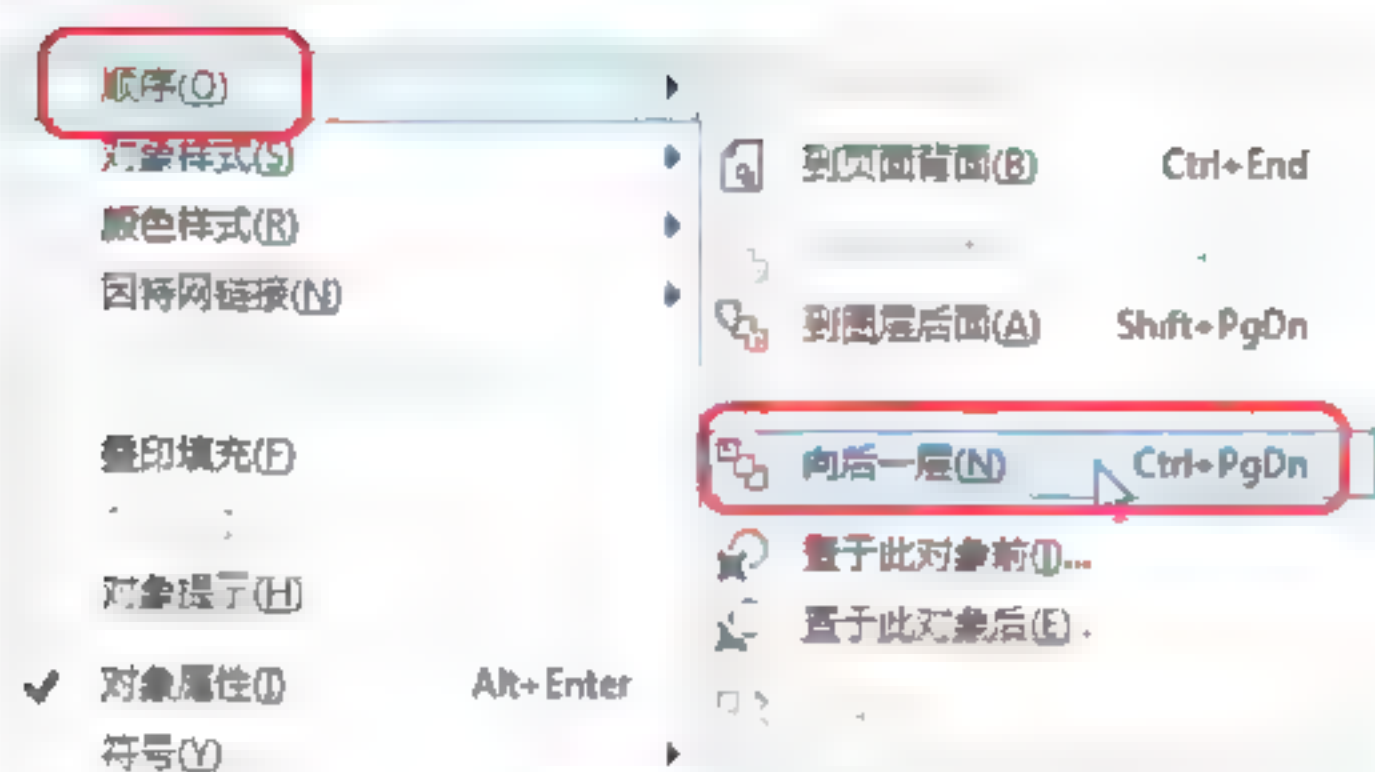 顺序(O)
对象样式(S)
颜色样式(R)
因特网链接(N)
叠印填充(F)
对象提示(H)
对象属性(I) Alt+Enter
符号(Y)
到页面背面(B) Ctrl+End
到图层后面(A) Shift+PgDn
向后一层(N) Ctrl+PgDn
置于此对象前(I)...
置于此对象后(E)